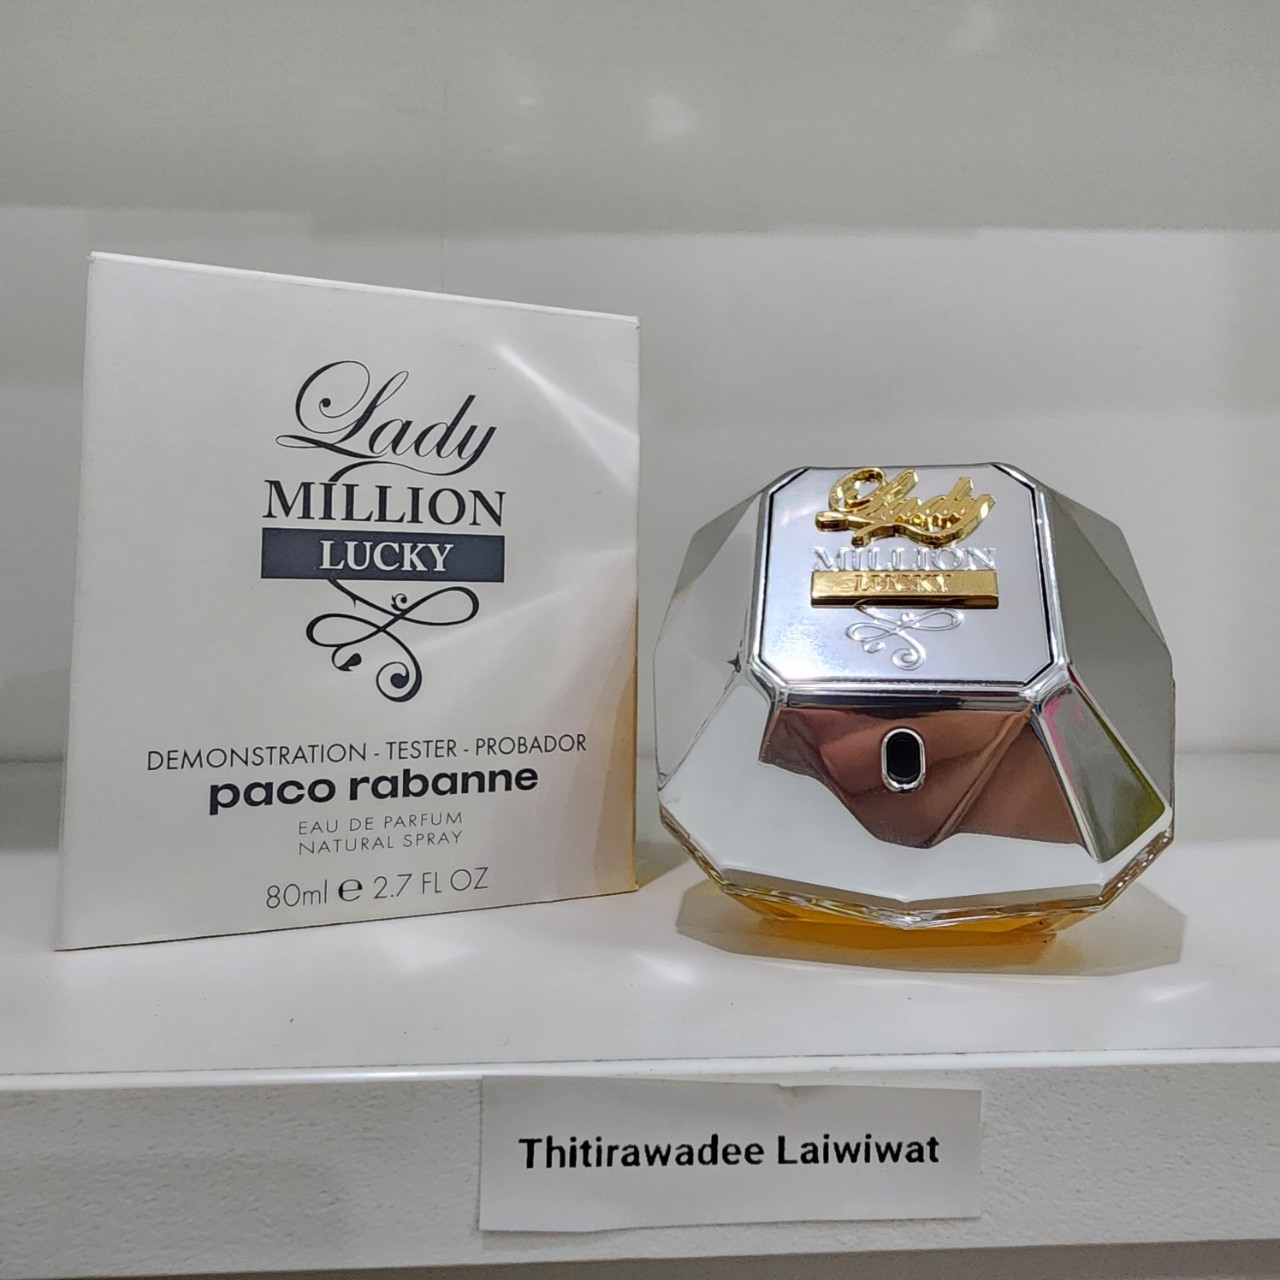 Lady
MILLION
LUCKY
DEMONSTRATION - TESTER - PROBADOR
paco rabanne
EAU DE PARFUM
NATURAL SPRAY
80ml e 2.7 FL OZ
Lady
MILLION
LUCKY
Thitirawadee Laiwiwat